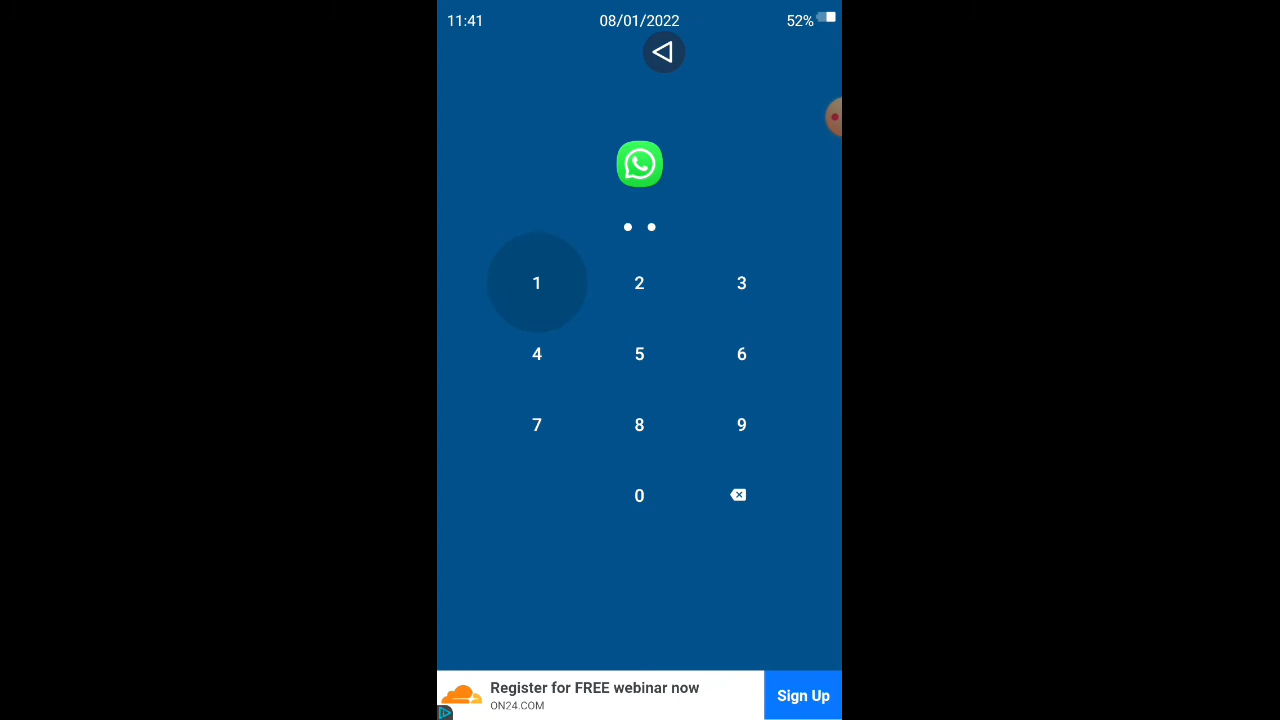 11:41 08/01/2022 52%
1 2 3
4 5 6
7 8 9
0
Register for FREE webinar now
ON24.COM
Sign Up